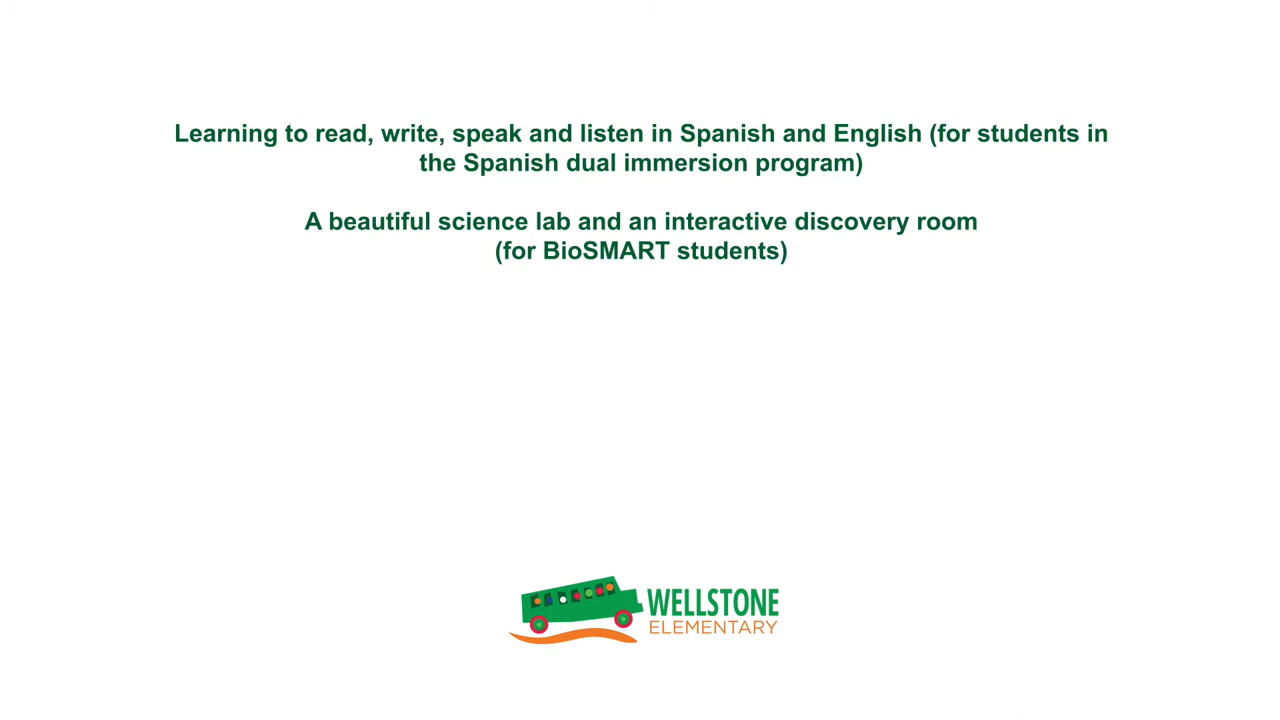 Learning to read, write, speak and listen in Spanish and English (for students in
the Spanish dual immersion program)
A beautiful science lab and an interactive discovery room
(for BioSMART students)
WELLSTONE
ELEMENTARY